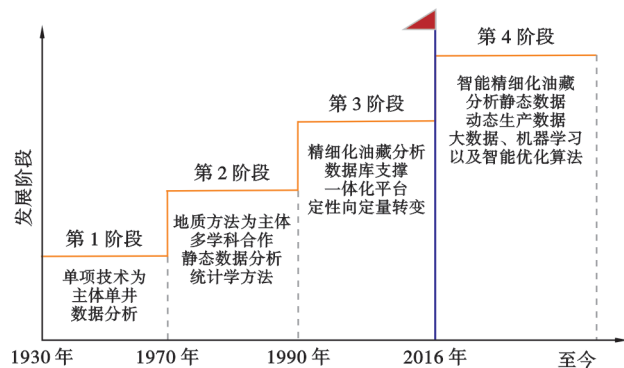 发展阶段
第 1 阶段
单项技术为
主体单井
数据分析
第 2 阶段
地质方法为主体
多学科合作
静态数据分析
统计学方法
第 3 阶段
精细化油藏分析
数据库支撑
一体化平台
定性向定量转变
第 4 阶段
智能精细化油藏
分析静态数据
动态生产数据
大数据、机器学习
以及智能优化算法
1930 年
1970 年
1990 年
2016 年
至今